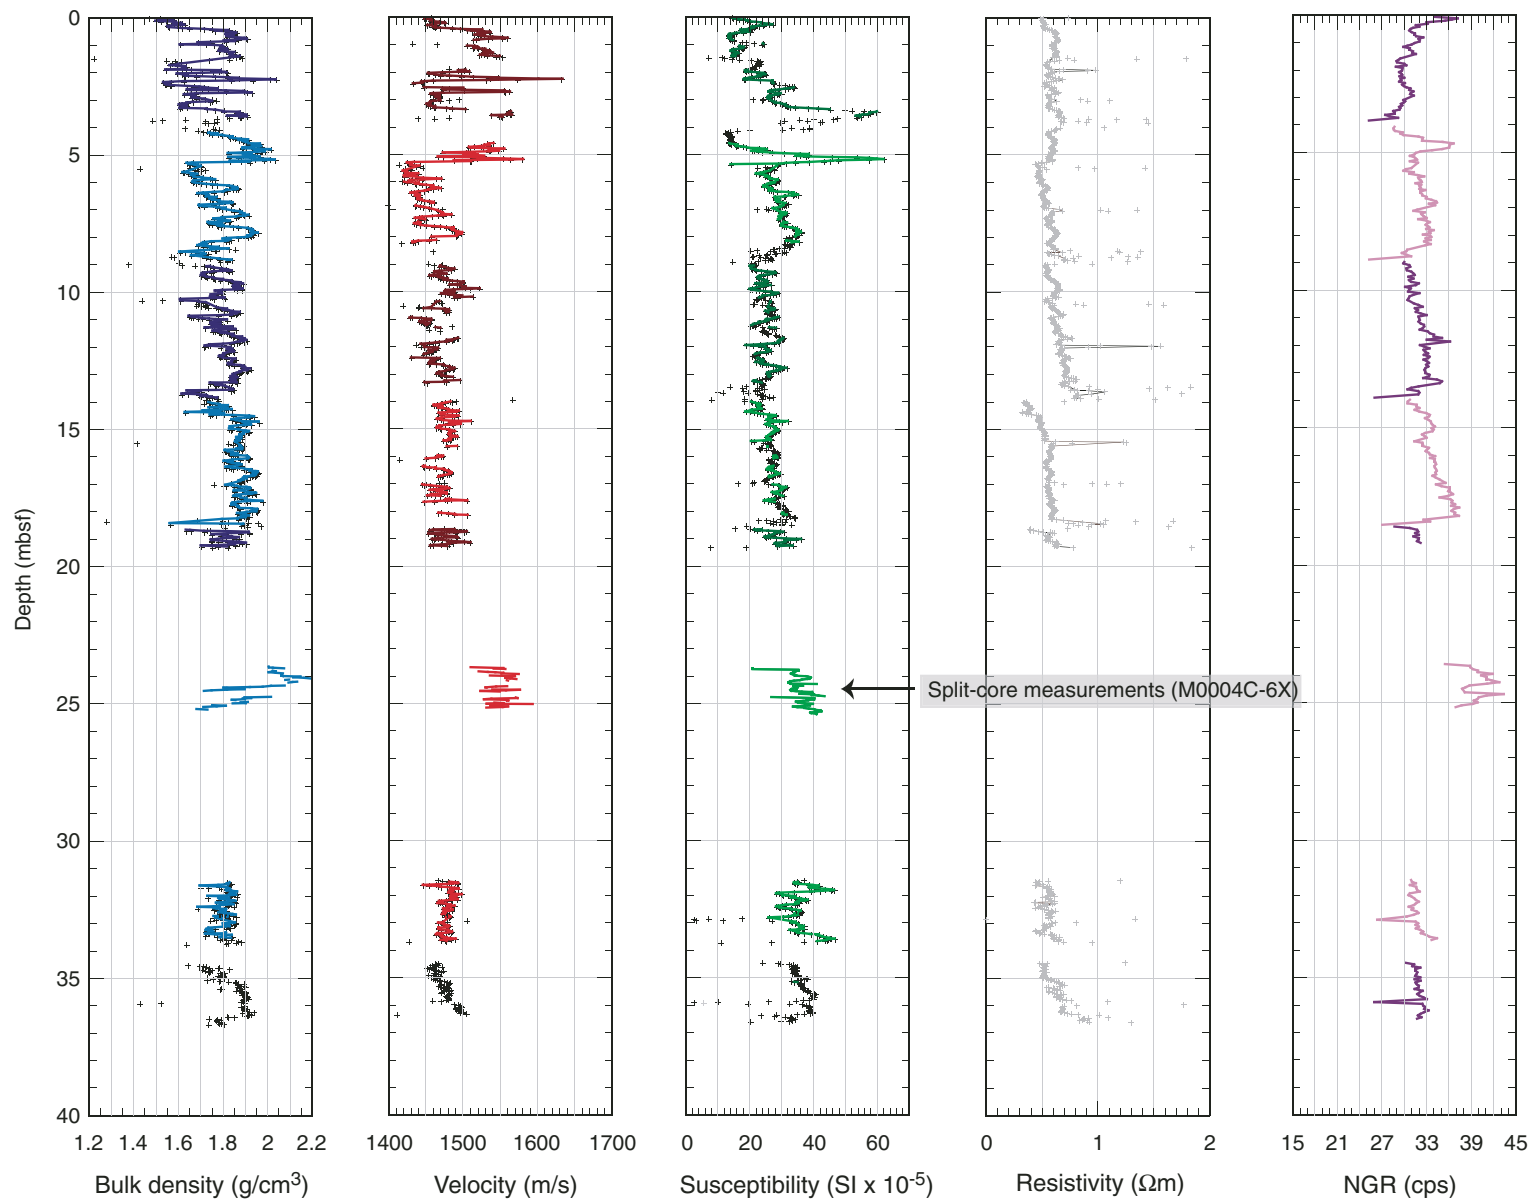 0
5
10
15
20
25
30
35
40
Depth (mbsf)
Split-core measurements (M0004C-6X)
1.2 1.4 1.6 1.8 2 2.2
1400 1500 1600 1700
0 20 40 60
0 1 2
15 21 27 33 39 45
Bulk density (g/cm³)
Velocity (m/s)
Susceptibility (SI x 10⁻⁵)
Resistivity (Ωm)
NGR (cps)